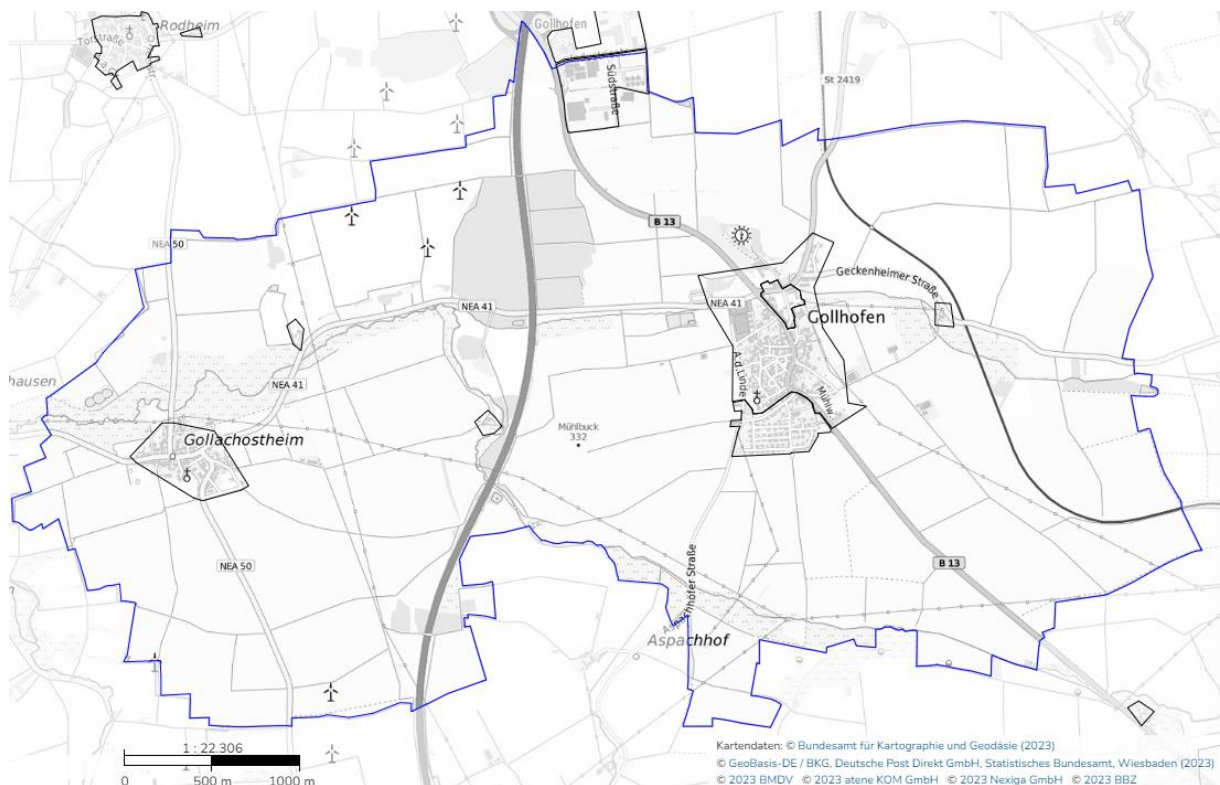 Rodheim
Torstraße
Gollhofen
Südstraße
St 2419
B 13
NEA 50
Geckenheimer Straße
NEA 41
NEA 41
Gollhofen
A.d.Linde
hausen
NEA 41
Mühlw.
Mühlbuck
332
Gollachostheim
B 13
NEA 50
Aspachhöfer Straße
Aspachhof
1 : 22.306
0 500 m 1000 m
Kartendaten: © Bundesamt für Kartographie und Geodäsie (2023)
© GeoBasis-DE / BKG, Deutsche Post Direkt GmbH, Statistisches Bundesamt, Wiesbaden (2023)
© 2023 BMDV © 2023 atene KOM GmbH © 2023 Nexiga GmbH © 2023 BBZ